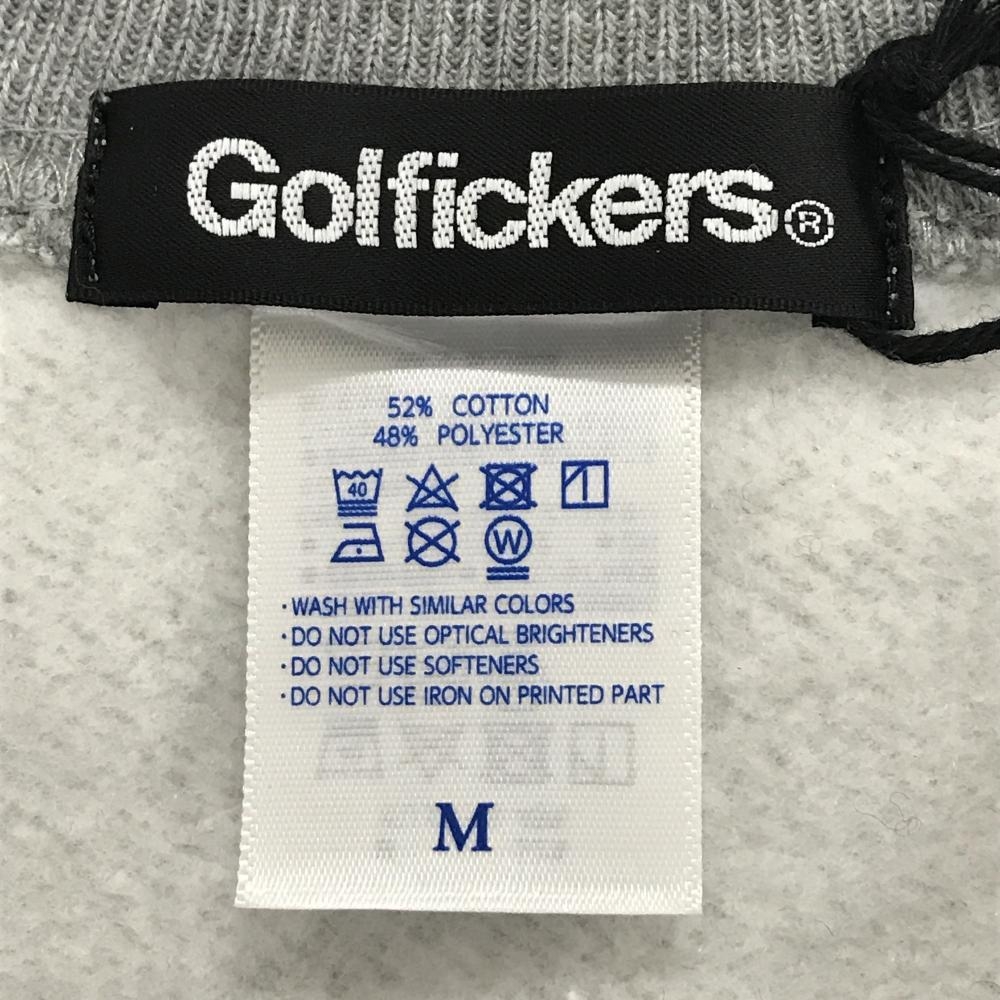 Golfickers®
52% COTTON
48% POLYESTER
40
W
·WASH WITH SIMILAR COLORS
·DO NOT USE OPTICAL BRIGHTENERS
·DO NOT USE SOFTENERS
·DO NOT USE IRON ON PRINTED PART
M